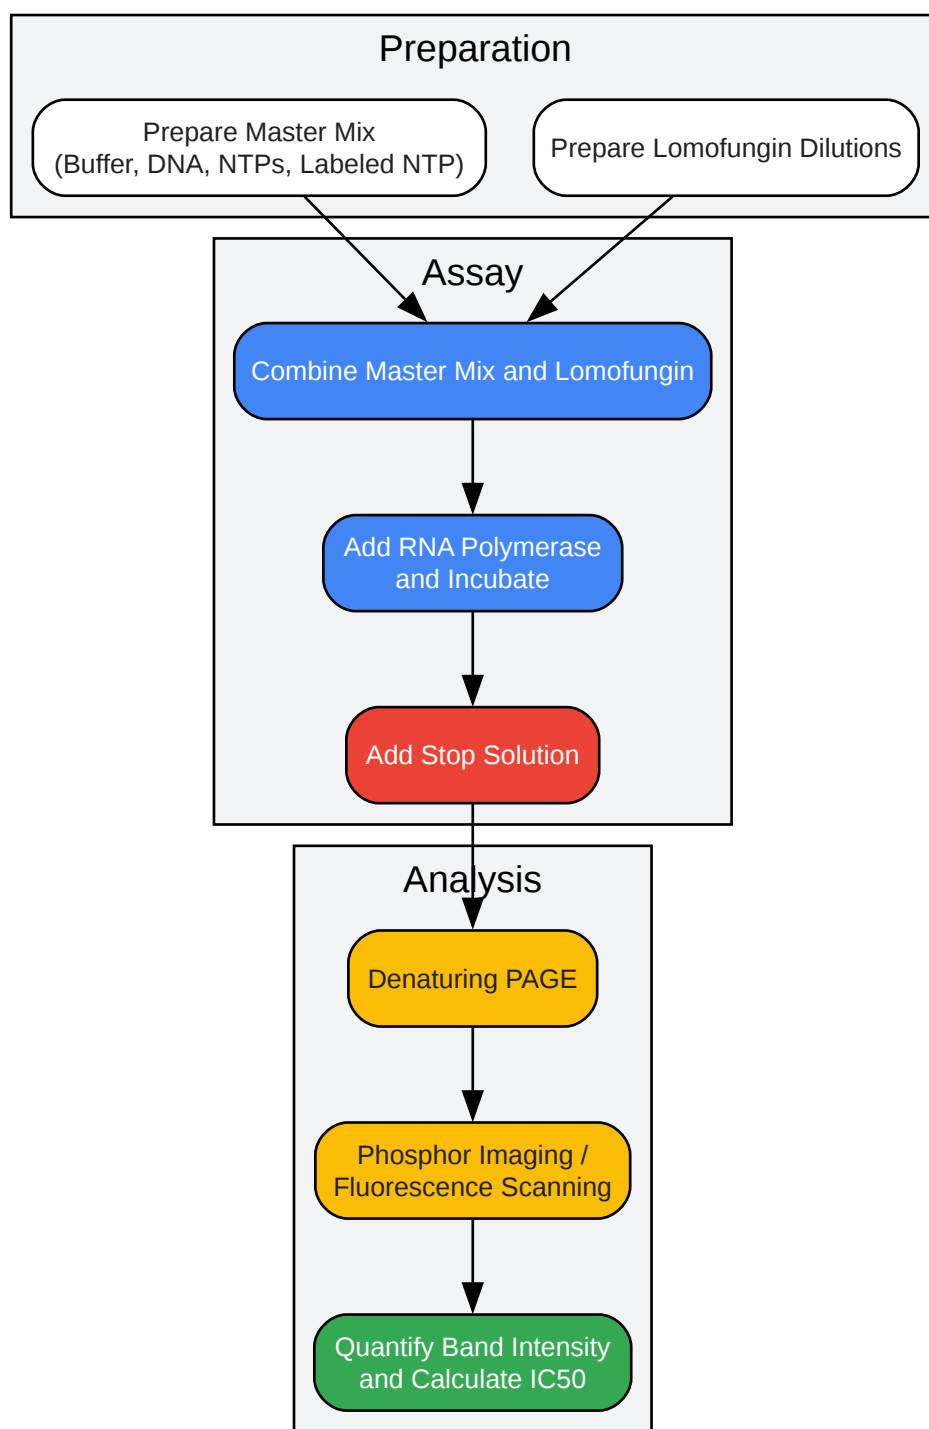 Preparation
Prepare Master Mix
(Buffer, DNA, NTPs, Labeled NTP)
Prepare Lomofungin Dilutions
Assay
Combine Master Mix and Lomofungin
Add RNA Polymerase
and Incubate
Add Stop Solution
Analysis
Denaturing PAGE
Phosphor Imaging /
Fluorescence Scanning
Quantify Band Intensity
and Calculate IC50